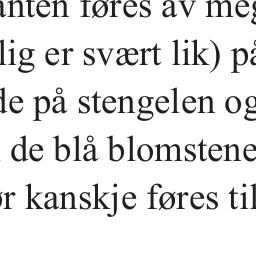 anten føres av meg
lig er svært lik) på
de på stengelen og
de blå blomstene
ør kanskje føres til